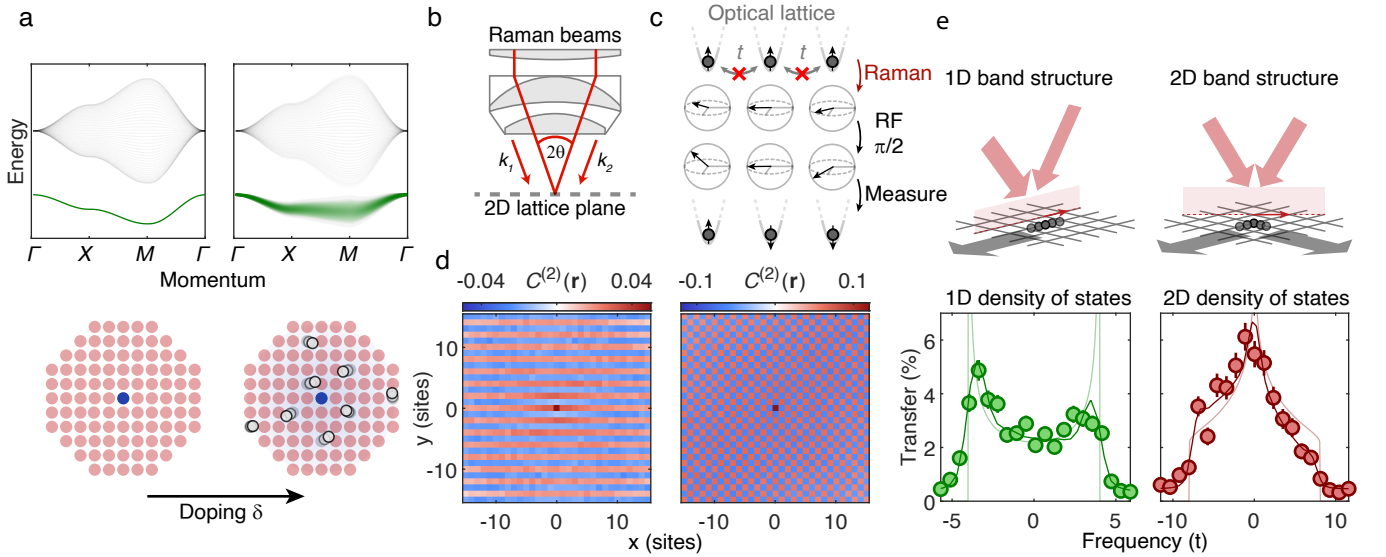 a
Energy
Γ X M Γ
Γ X M Γ
Momentum
Doping δ
b
Raman beams
2θ
k1
k2
2D lattice plane
c
Optical lattice
t
t
Raman
RF
π/2
Measure
d
-0.04 C(2)(r) 0.04
-0.1 C(2)(r) 0.1
10
0
-10
y (sites)
-10 0 10
-10 0 10
x (sites)
e
1D band structure
2D band structure
1D density of states
2D density of states
6
4
2
0
Transfer (%)
-5 0 5
-10 0 10
Frequency (t)